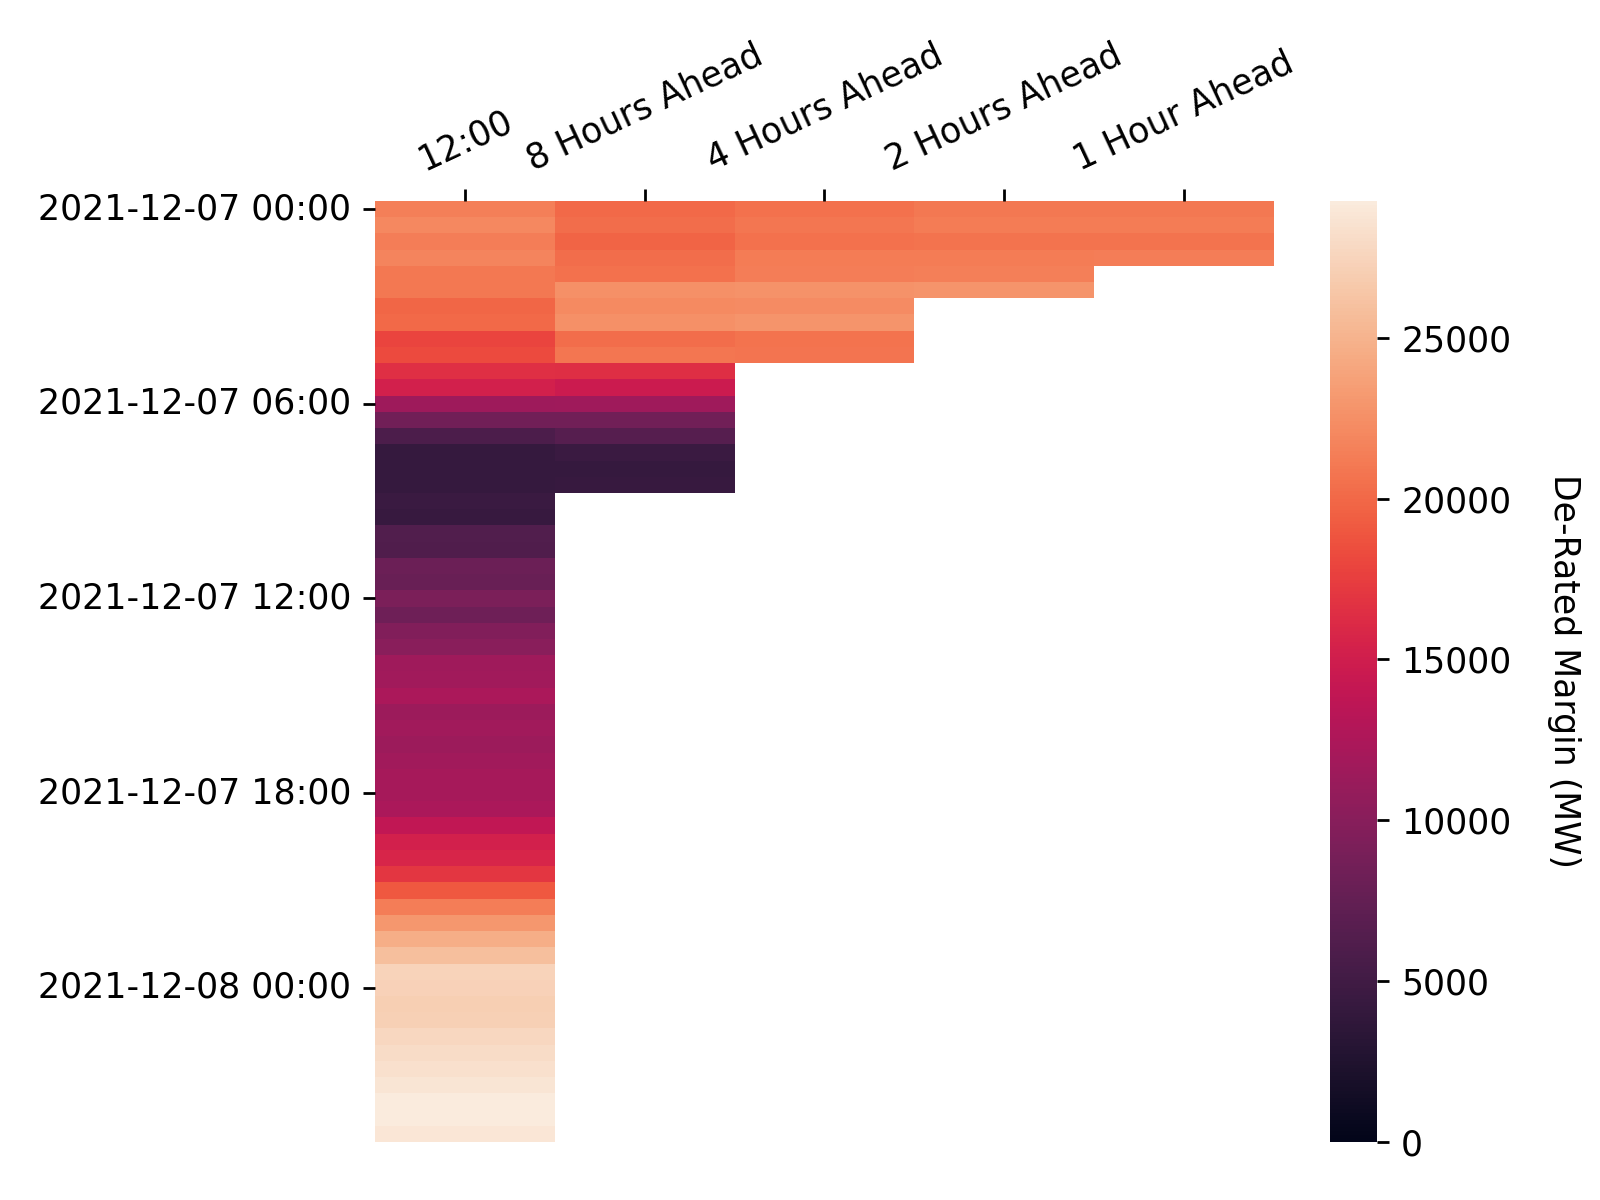 12:00
8 Hours Ahead
4 Hours Ahead
2 Hours Ahead
1 Hour Ahead
2021-12-07 00:00
2021-12-07 06:00
2021-12-07 12:00
2021-12-07 18:00
2021-12-08 00:00
25000
20000
15000
10000
5000
0
De-Rated Margin (MW)